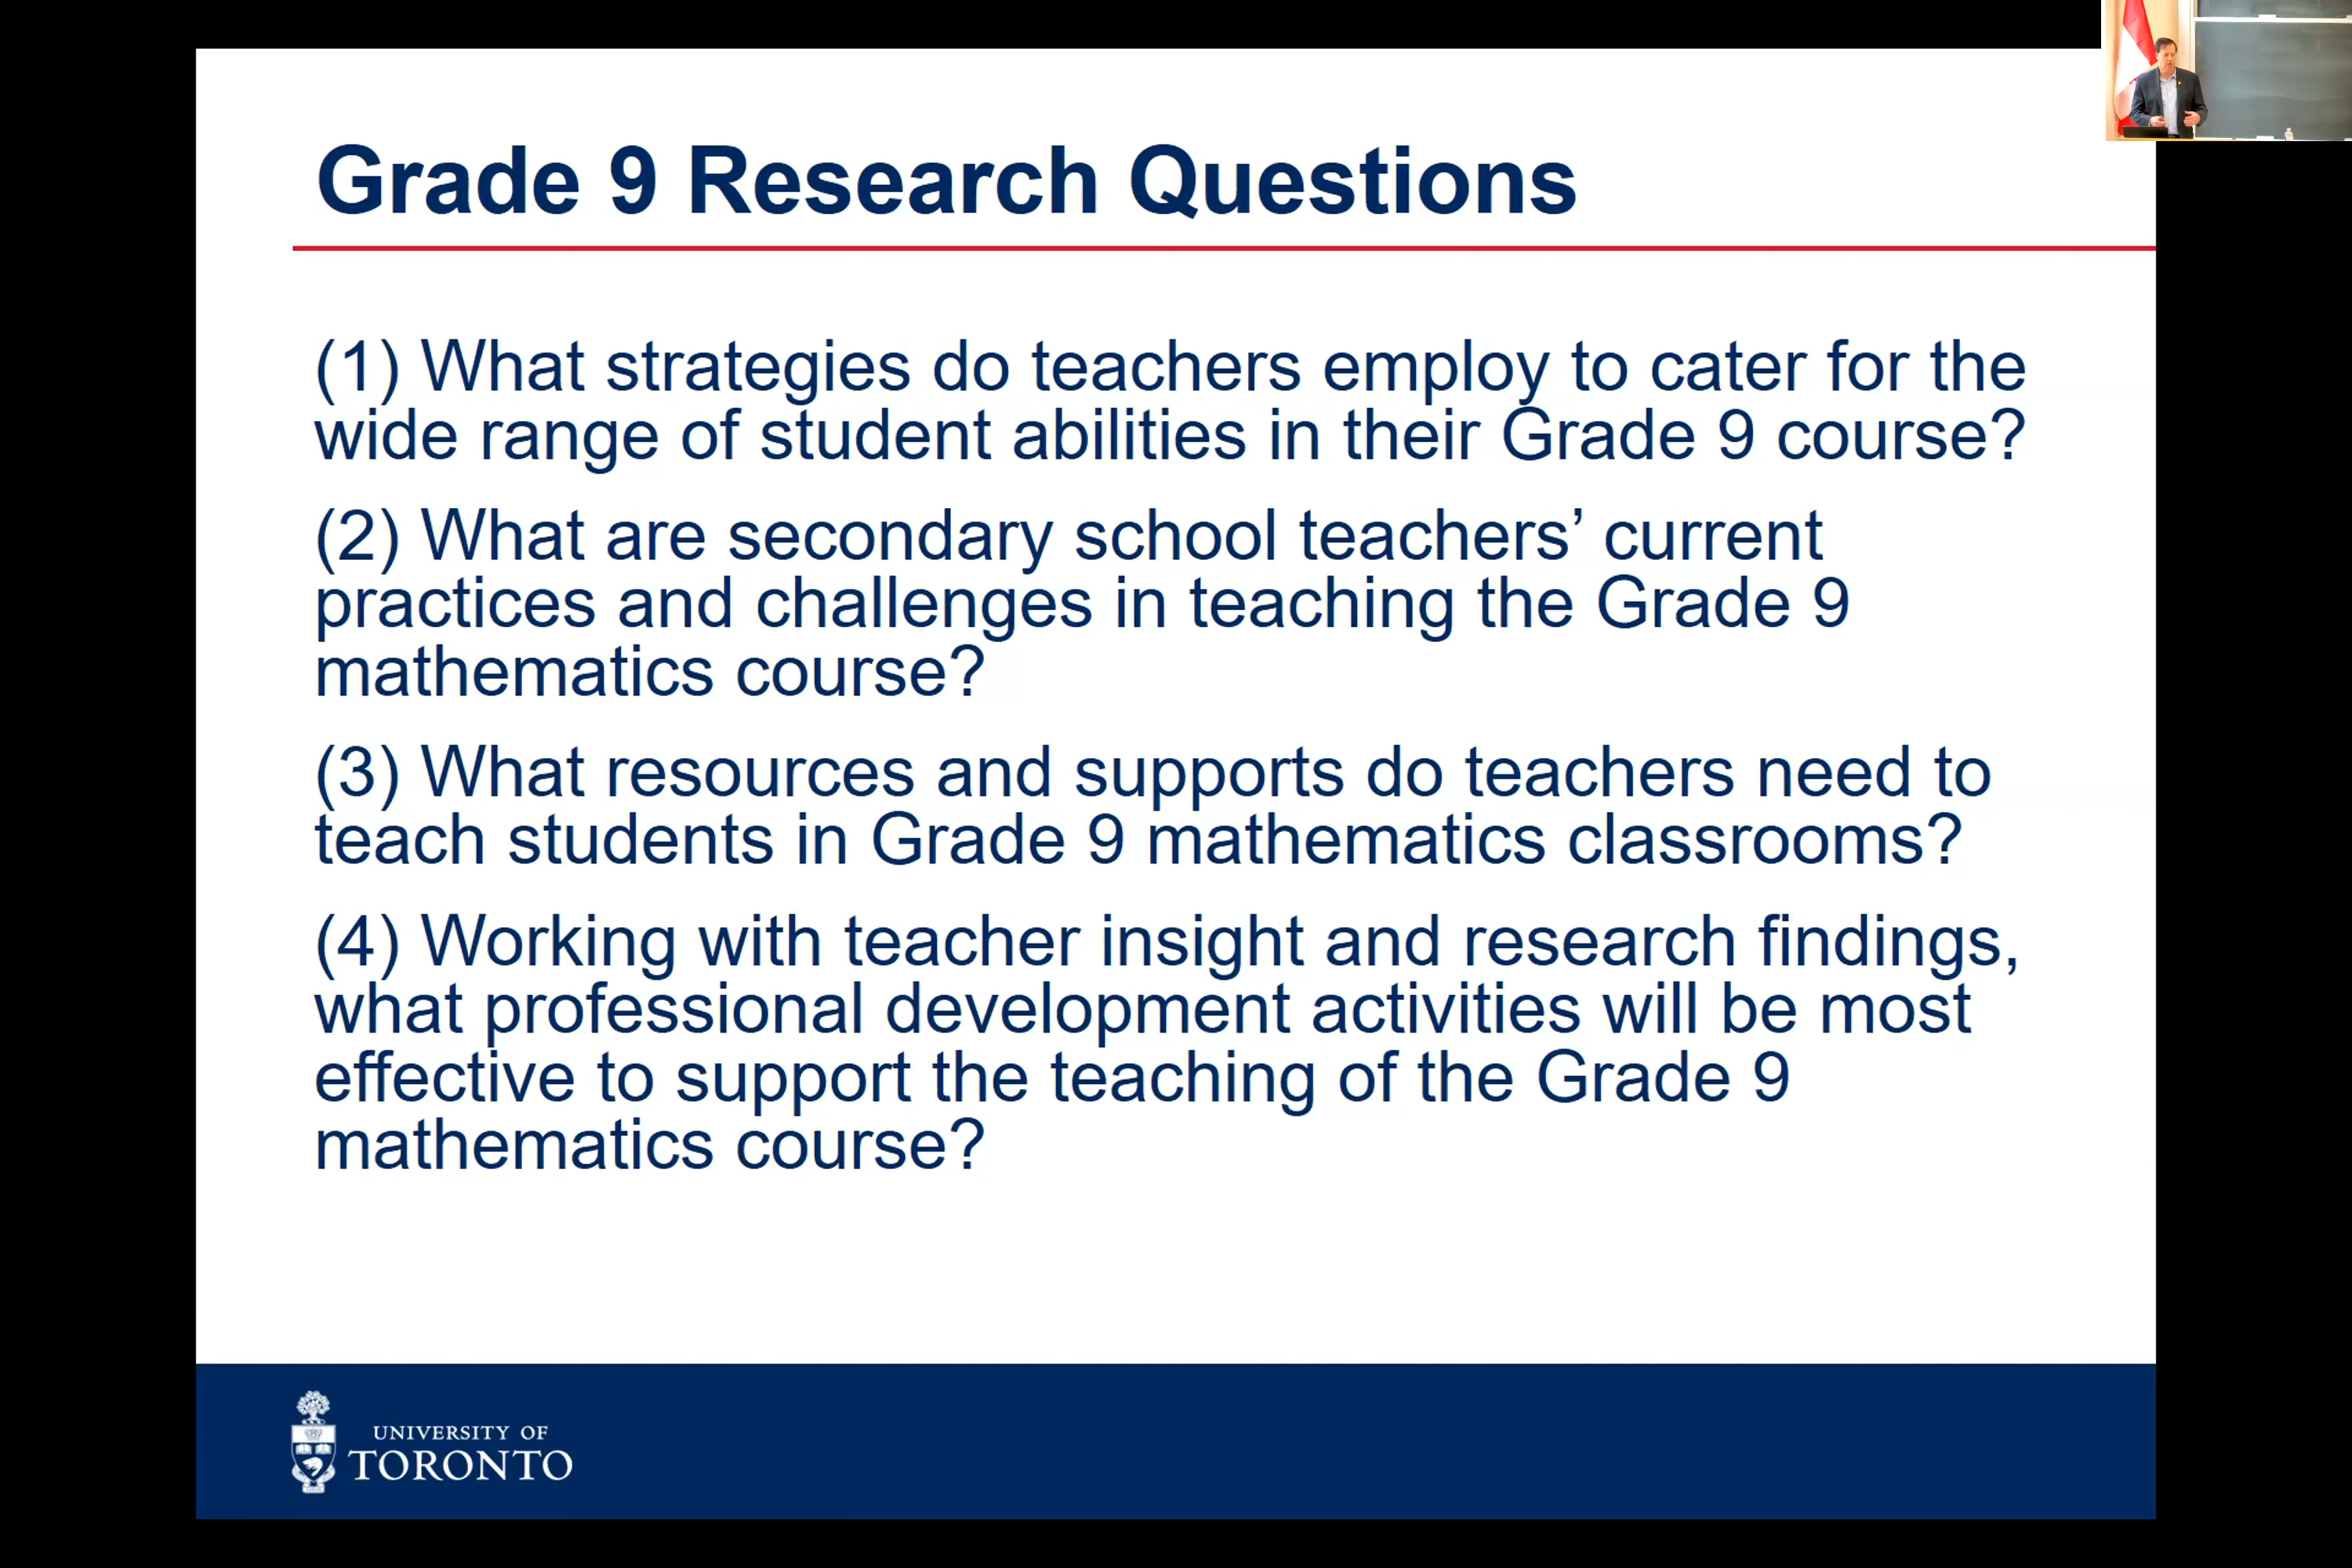 Grade 9 Research Questions
(1) What strategies do teachers employ to cater for the
wide range of student abilities in their Grade 9 course?
(2) What are secondary school teachers’ current
practices and challenges in teaching the Grade 9
mathematics course?
(3) What resources and supports do teachers need to
teach students in Grade 9 mathematics classrooms?
(4) Working with teacher insight and research findings,
what professional development activities will be most
effective to support the teaching of the Grade 9
mathematics course?
UNIVERSITY OF
TORONTO